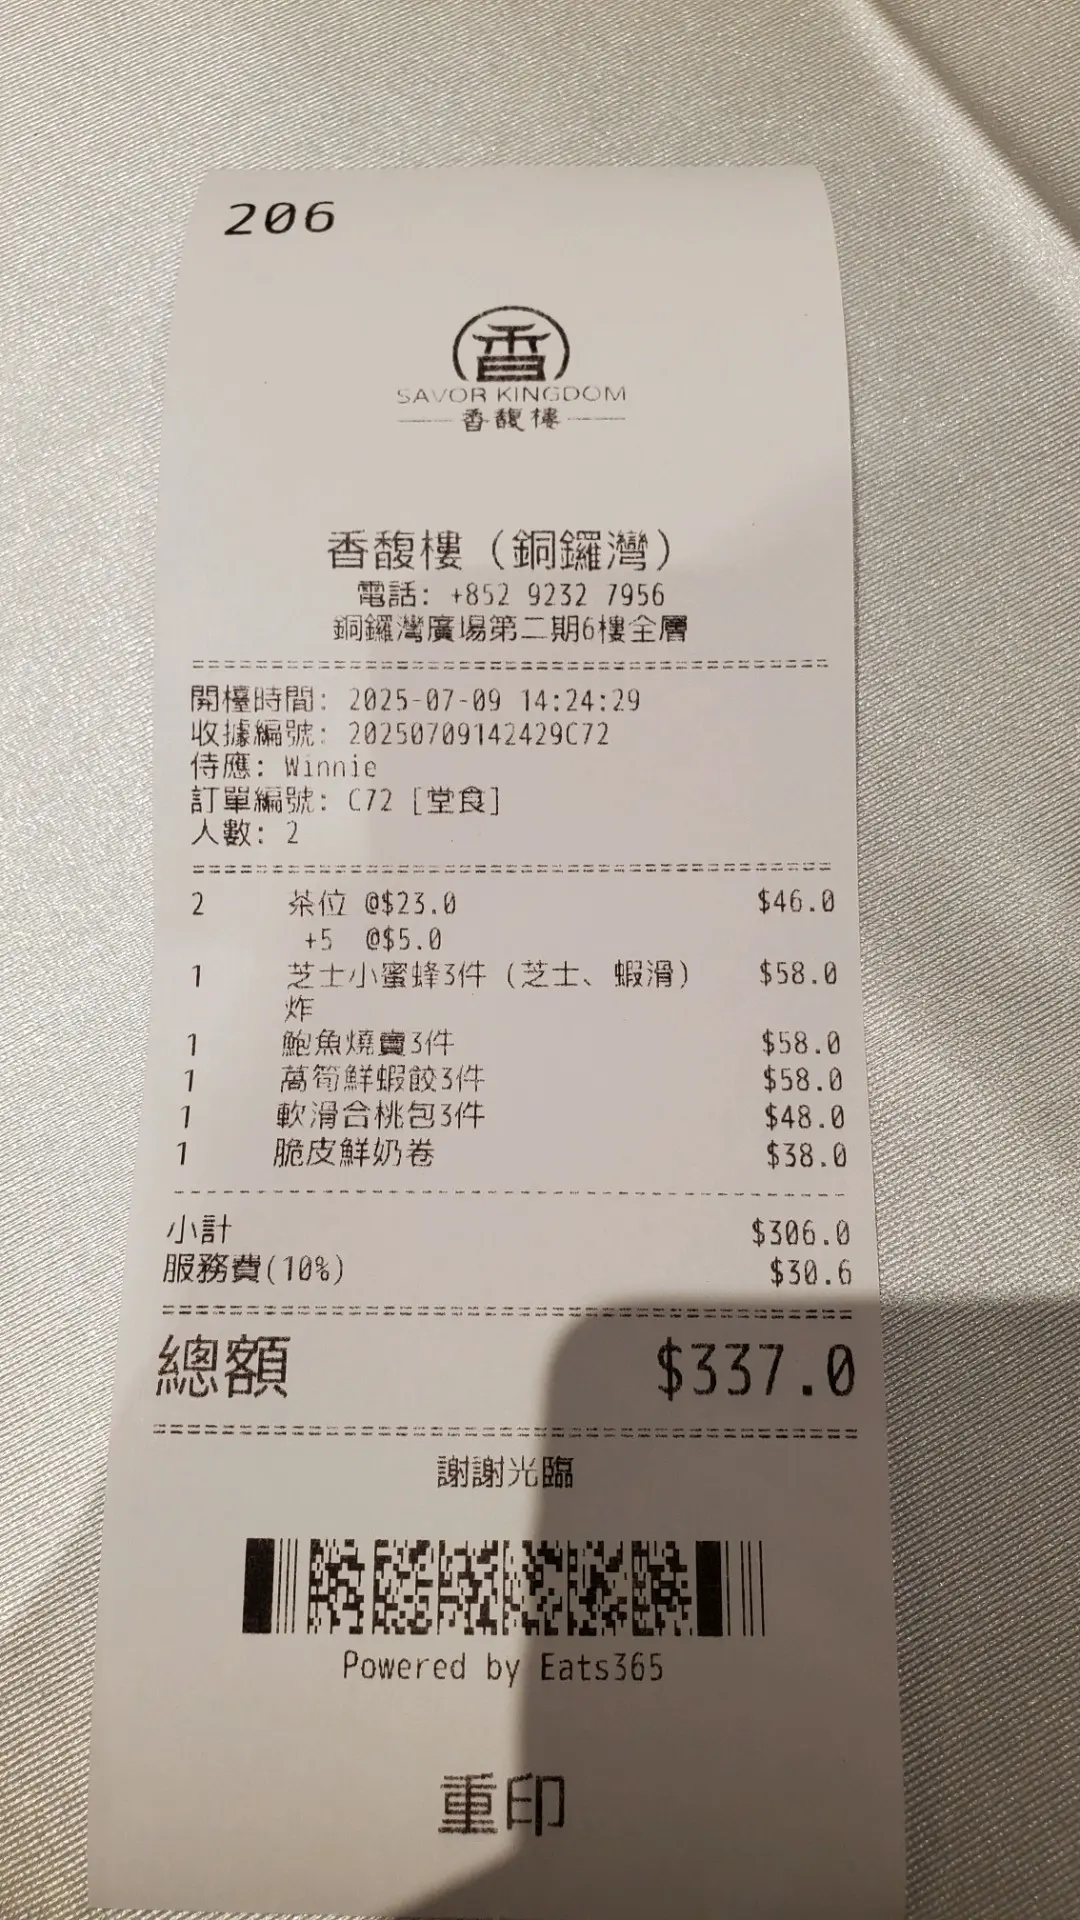 206
香
SAVOR KINGDOM
香馥樓
香馥樓（銅鑼灣）
電話: +852 9232 7956
銅鑼灣廣場第二期6樓全層
開檯時間: 2025-07-09 14:24:29
收據編號: 20250709142429C72
侍應: Winnie
訂單編號: C72 [堂食]
人數: 2
2 茶位 @$23.0 $46.0
+5 @$5.0
1 芝士小蜜蜂3件（芝士、蝦滑） $58.0
炸
1 鮑魚燒賣3件 $58.0
1 萵筍鮮蝦餃3件 $58.0
1 軟滑合桃包3件 $48.0
1 脆皮鮮奶卷 $38.0
小計 $306.0
服務費(10%) $30.6
總額 $337.0
謝謝光臨
Powered by Eats365
重印